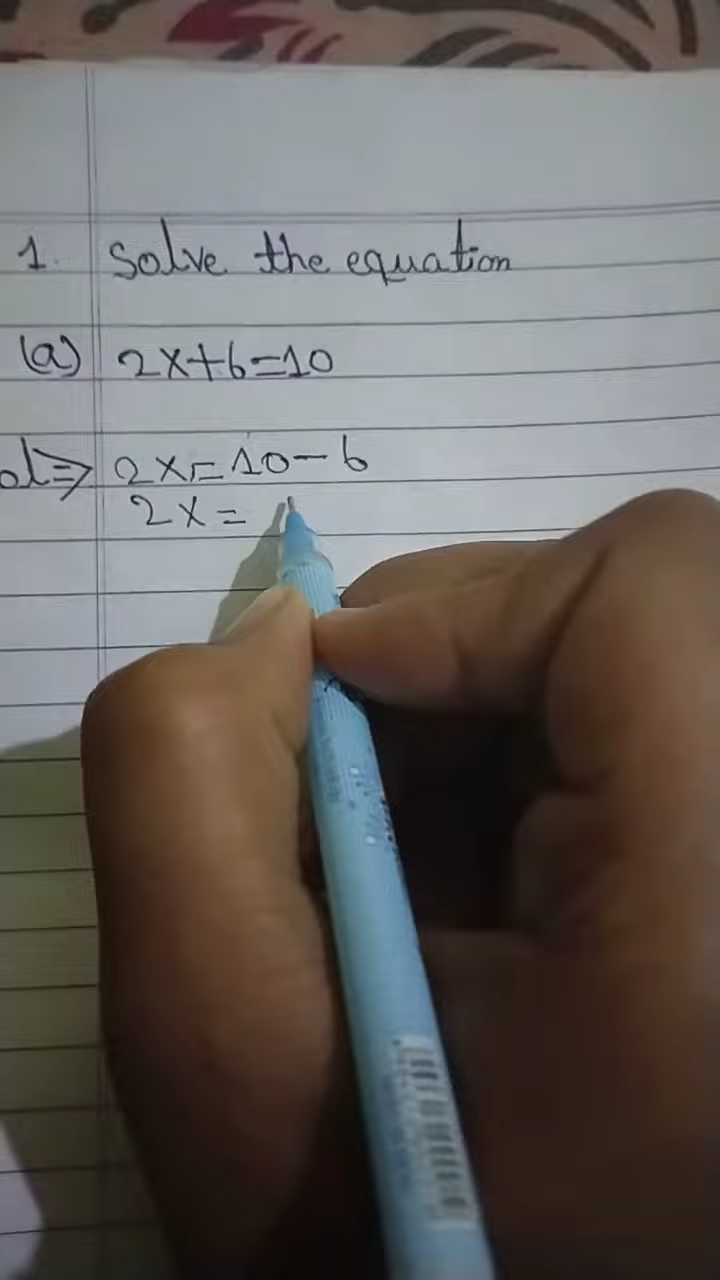 1. Solve the equation
(a) 2x+6=10
ol⇒ 2x=10-6
2x=